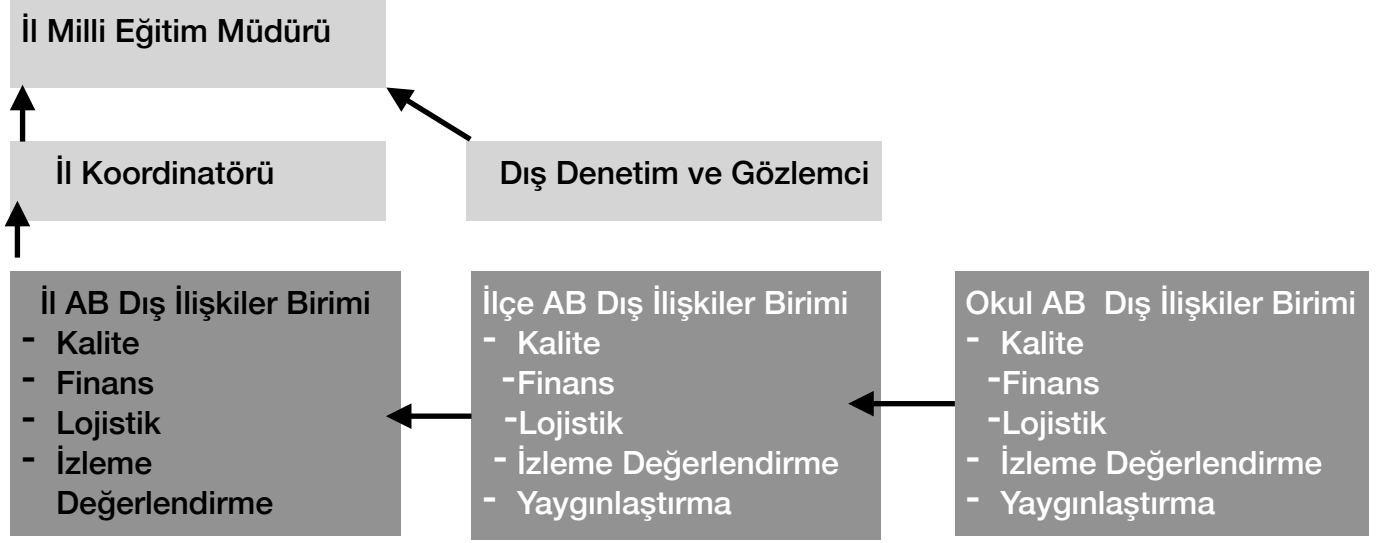 İl Milli Eğitim Müdürü
İl Koordinatörü
Dış Denetim ve Gözlemci
İl AB Dış İlişkiler Birimi
- Kalite
- Finans
- Lojistik
- İzleme
Değerlendirme
İlçe AB Dış İlişkiler Birimi
- Kalite
-Finans
-Lojistik
- İzleme Değerlendirme
- Yaygınlaştırma
Okul AB  Dış İlişkiler Birimi
- Kalite
-Finans
-Lojistik
- İzleme Değerlendirme
- Yaygınlaştırma